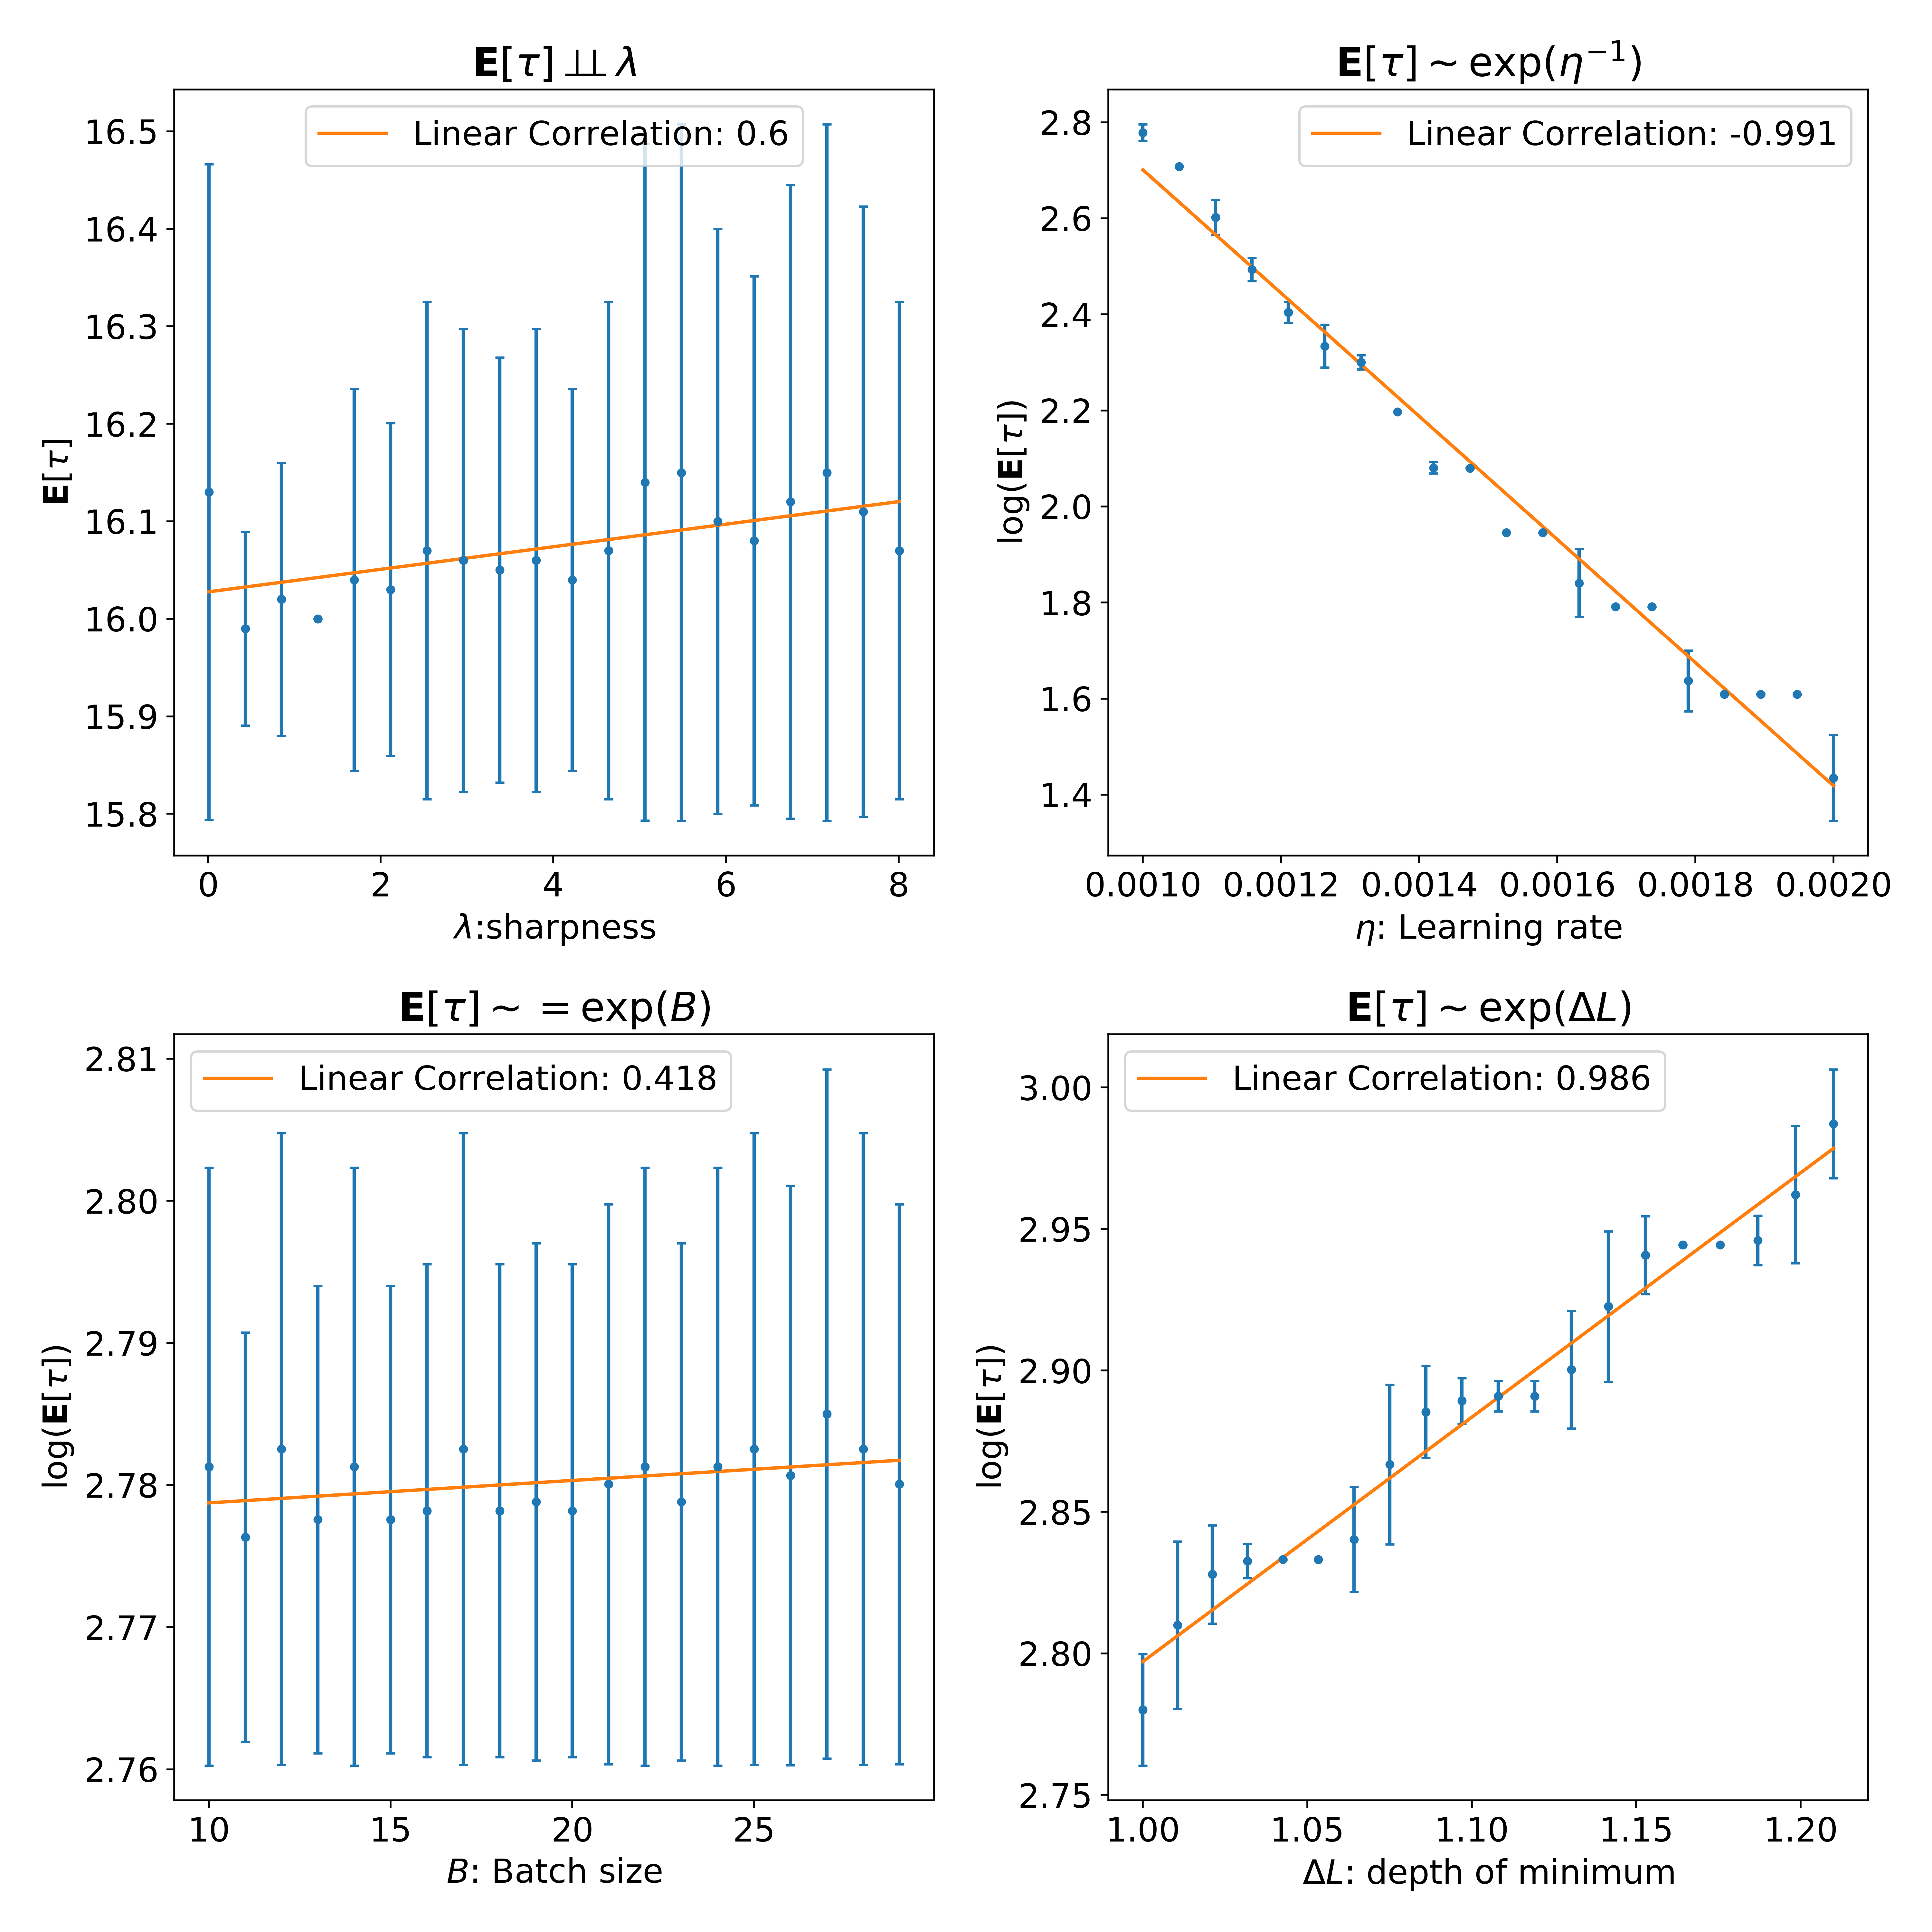 E[τ] ⊥⊥ λ
Linear Correlation: 0.6
16.5
16.4
16.3
16.2
16.1
16.0
15.9
15.8
E[τ]
0 2 4 6 8
λ:sharpness
E[τ] ~ exp(η⁻¹)
Linear Correlation: -0.991
2.8
2.6
2.4
2.2
2.0
1.8
1.6
1.4
log(E[τ])
0.0010 0.0012 0.0014 0.0016 0.0018 0.0020
η: Learning rate
E[τ] ~ = exp(B)
Linear Correlation: 0.418
2.81
2.80
2.79
2.78
2.77
2.76
log(E[τ])
10 15 20 25
B: Batch size
E[τ] ~ exp(ΔL)
Linear Correlation: 0.986
3.00
2.95
2.90
2.85
2.80
2.75
log(E[τ])
1.00 1.05 1.10 1.15 1.20
ΔL: depth of minimum